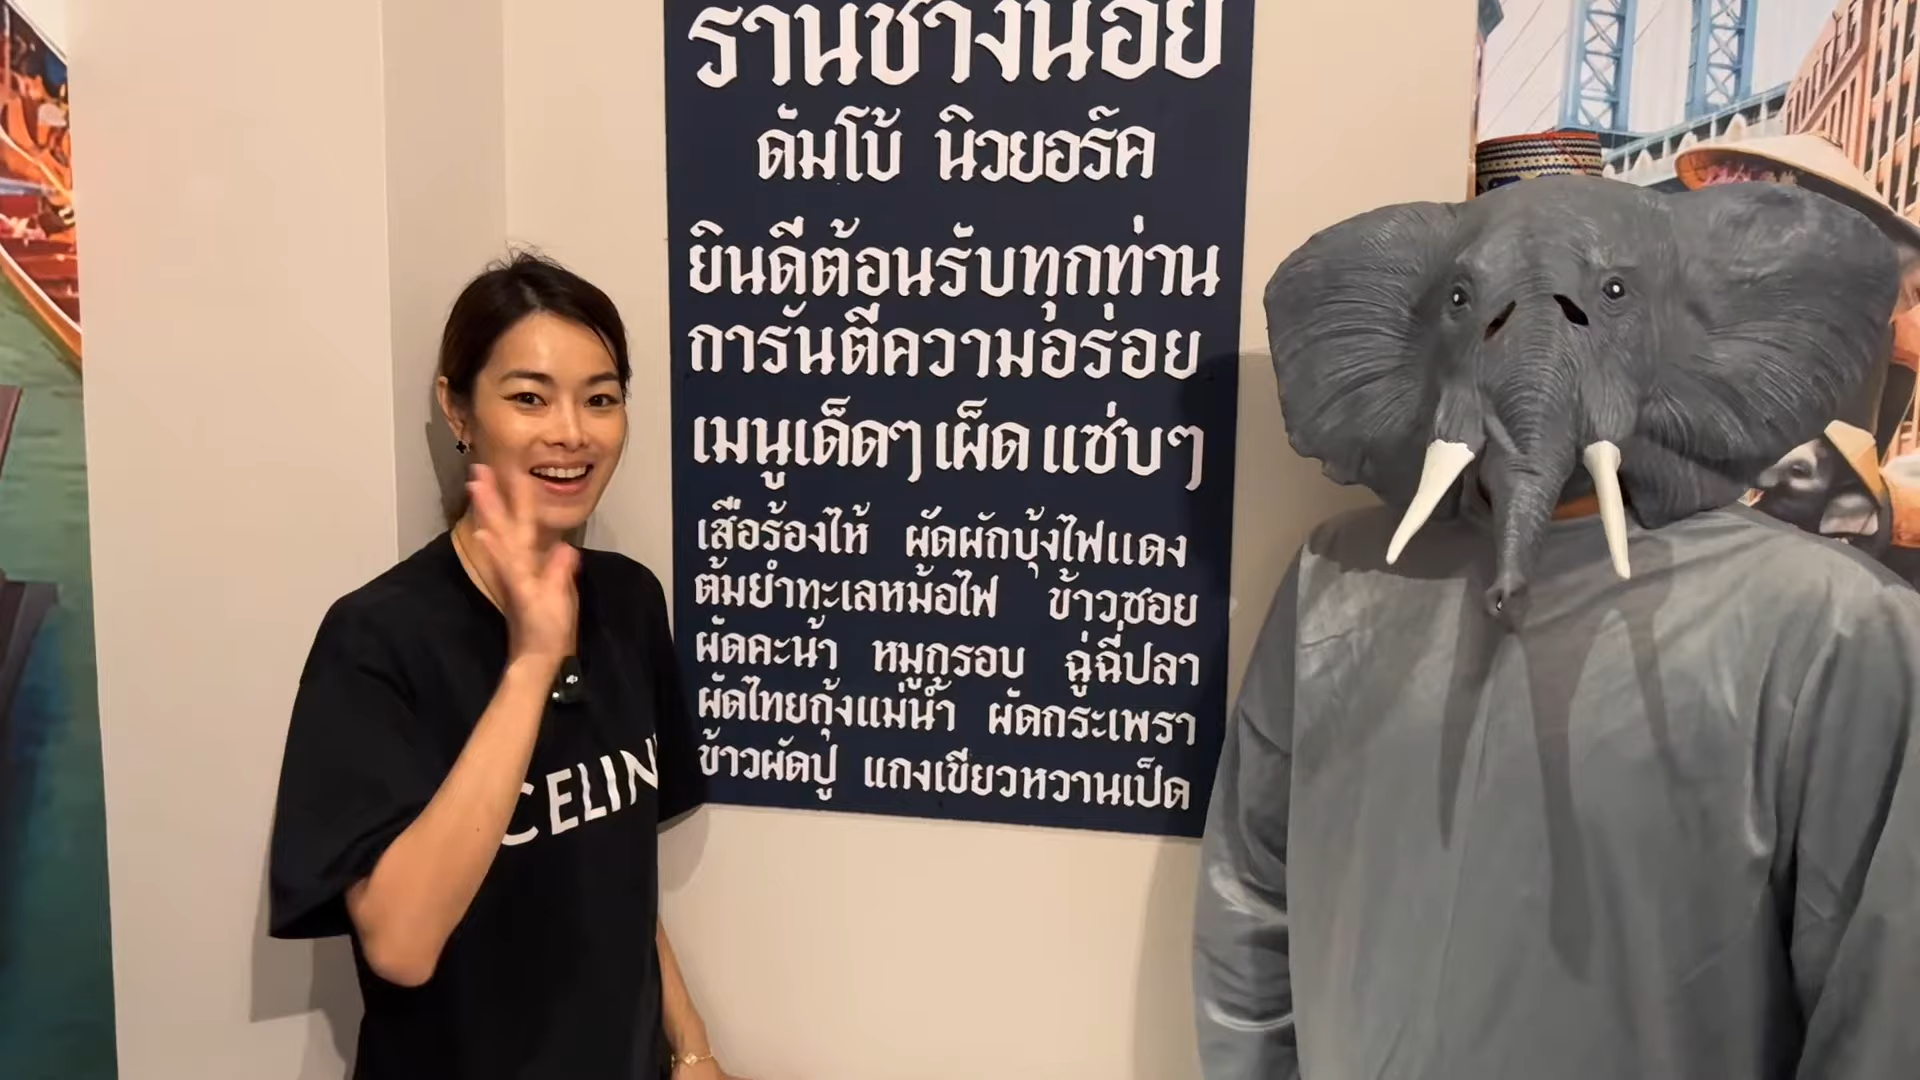 ร้านช้างน้อย
ดัมโบ้ นิวยอร์ค
ยินดีต้อนรับทุกท่าน
การันตีความอร่อย
เมนูเด็ดๆ เผ็ด แซ่บๆ
เสือร้องไห้ ผัดผักบุ้งไฟแดง
ต้มยำทะเลหม้อไฟ ข้าวซอย
ผัดคะน้า หมูกรอบ ฉู่ฉี่ปลา
ผัดไทยกุ้งแม่น้ำ ผัดกระเพรา
ข้าวผัดปู แกงเขียวหวานเป็ด
CELIN